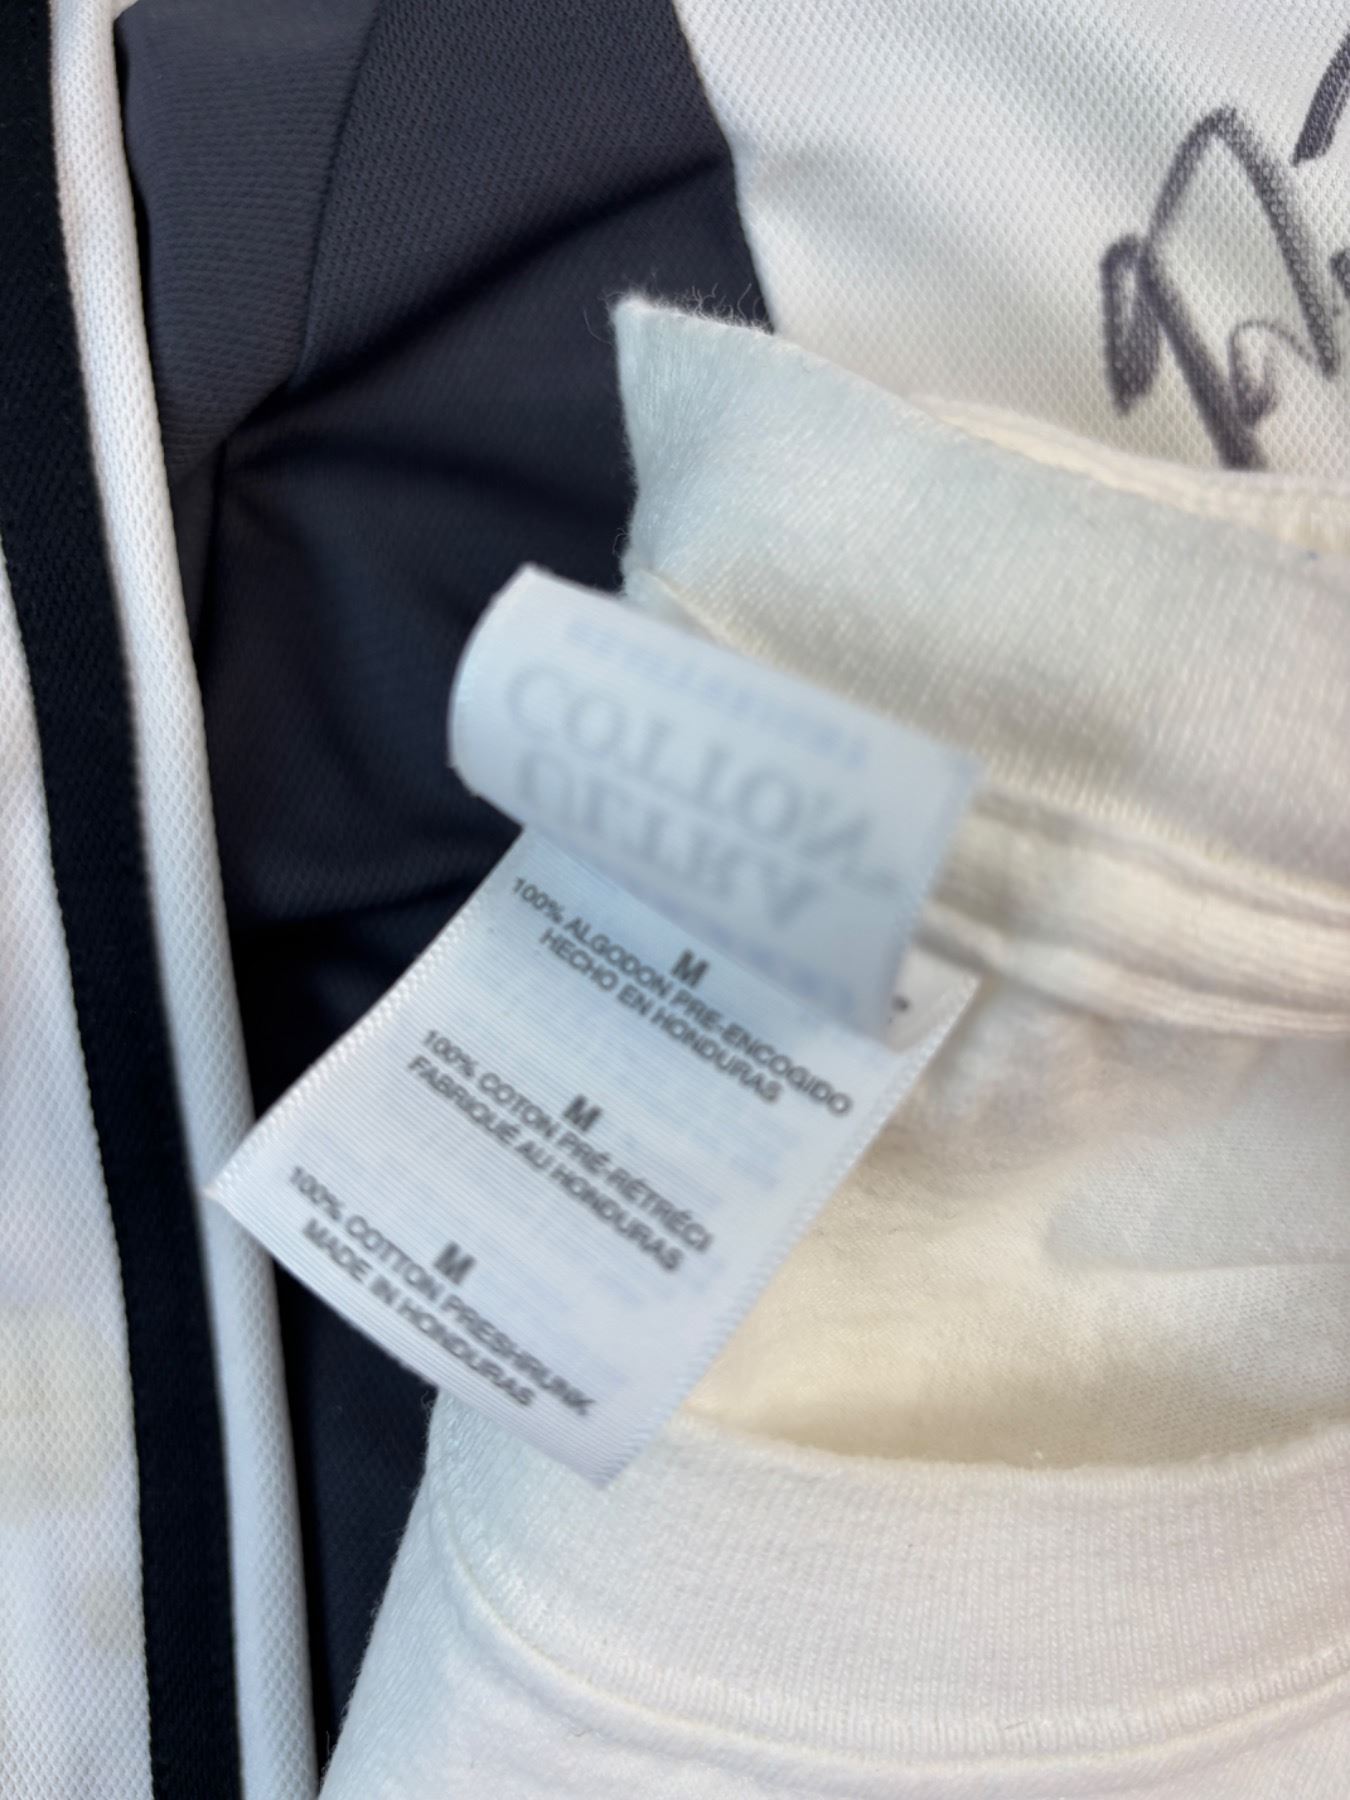 ULTRA
COTTON
M
100% ALGODON PRE-ENCOGIDO
HECHO EN HONDURAS
M
100% COTON PRÉ-RÉTRÉCI
FABRIQUÉ AU HONDURAS
M
100% COTTON PRESHRUNK
MADE IN HONDURAS